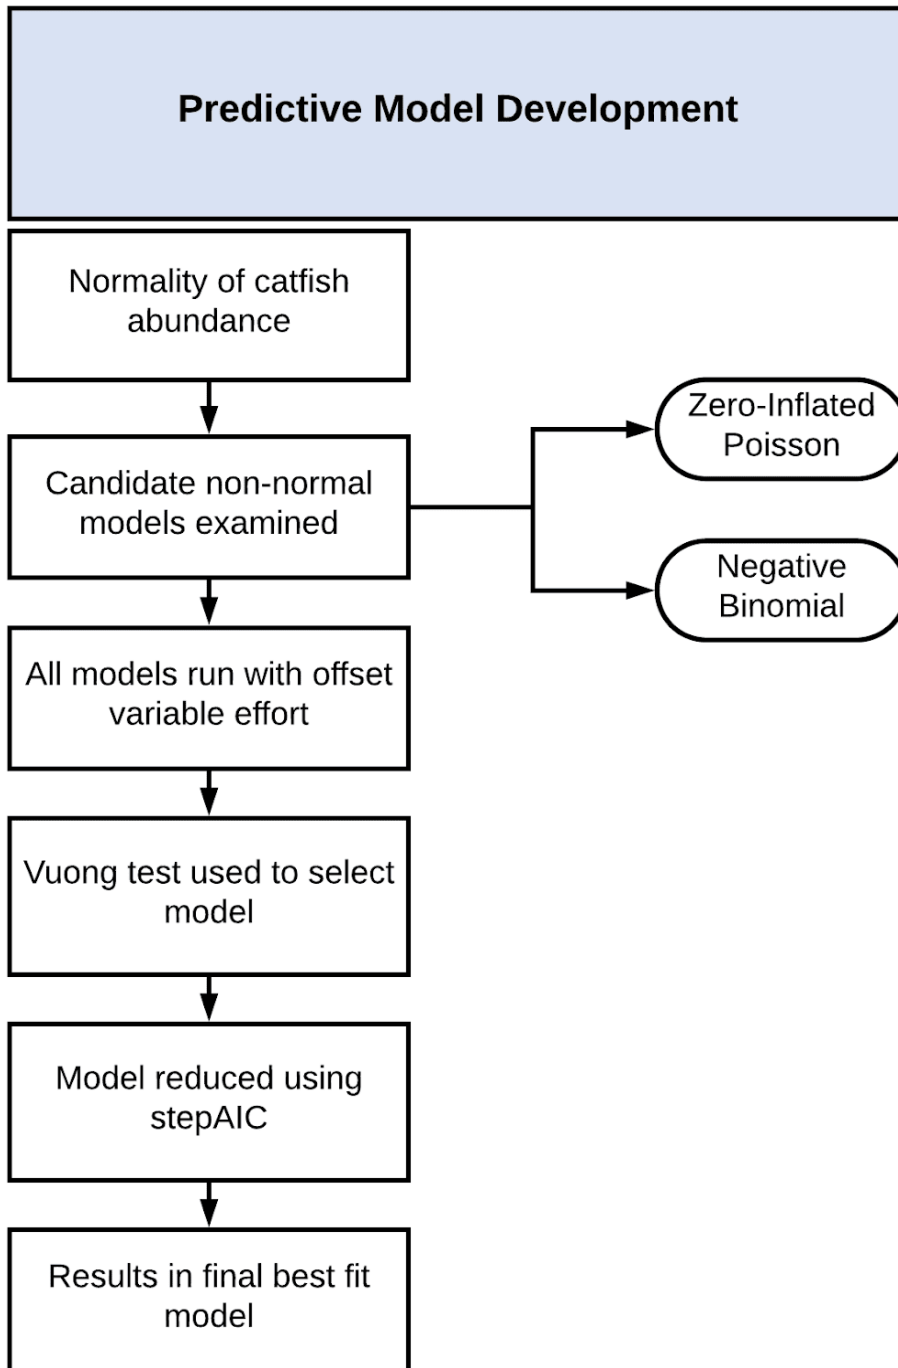 Predictive Model Development
Normality of catfish
abundance
Candidate non-normal
models examined
Zero-Inflated
Poisson
Negative
Binomial
All models run with offset
variable effort
Vuong test used to select
model
Model reduced using
stepAIC
Results in final best fit
model